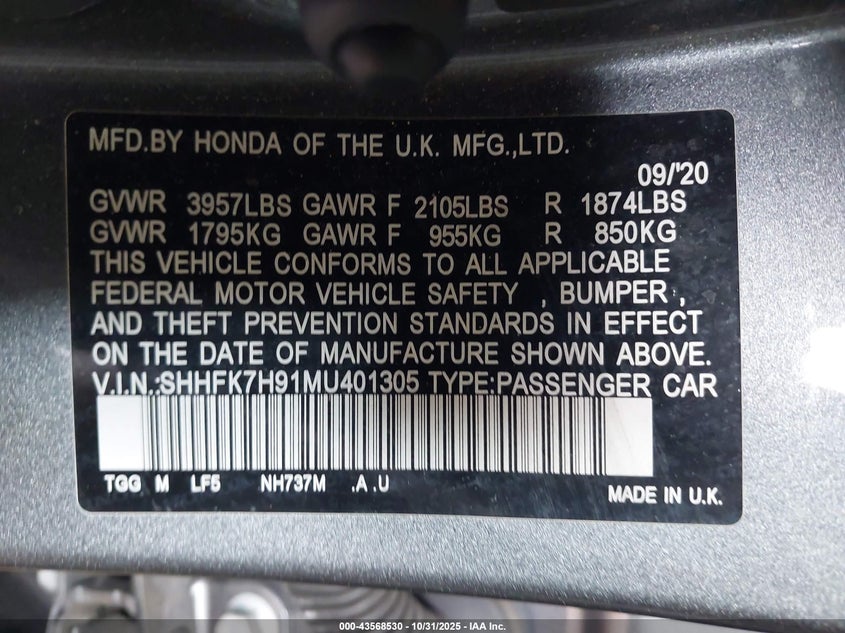 MFD.BY HONDA OF THE U.K. MFG.,LTD.
09/'20
GVWR 3957LBS GAWR F 2105LBS R 1874LBS
GVWR 1795KG GAWR F 955KG R 850KG
THIS VEHICLE CONFORMS TO ALL APPLICABLE
FEDERAL MOTOR VEHICLE SAFETY , BUMPER ,
AND THEFT PREVENTION STANDARDS IN EFFECT
ON THE DATE OF MANUFACTURE SHOWN ABOVE.
V.I.N.:SHHFK7H91MU401305 TYPE:PASSENGER CAR
TGG M LF5 NH737M .A .U
MADE IN U.K.
000-43568530 - 10/31/2025 - IAA Inc.